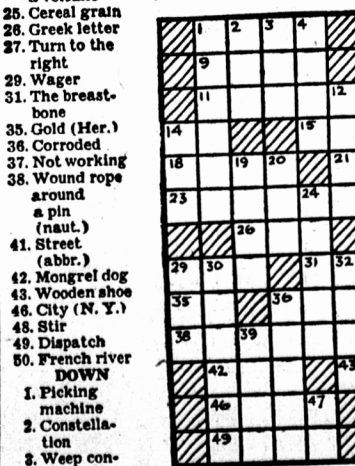 25. Cereal grain
26. Greek letter
27. Turn to the
right
29. Wager
31. The breast-
bone
35. Gold (Her.)
36. Corroded
37. Not working
38. Wound rope
around
a pin
(naut.)
41. Street
(abbr.)
42. Mongrel dog
43. Wooden shoe
46. City (N. Y.)
48. Stir
49. Dispatch
50. French river
DOWN
1. Picking
machine
2. Constella-
tion
3. Weep con-
1 2 3 4
9
11 12
14 15
18 19 20 21
23 24
26
29 30 31 32
35 36
38 39
42 43
46 47
49